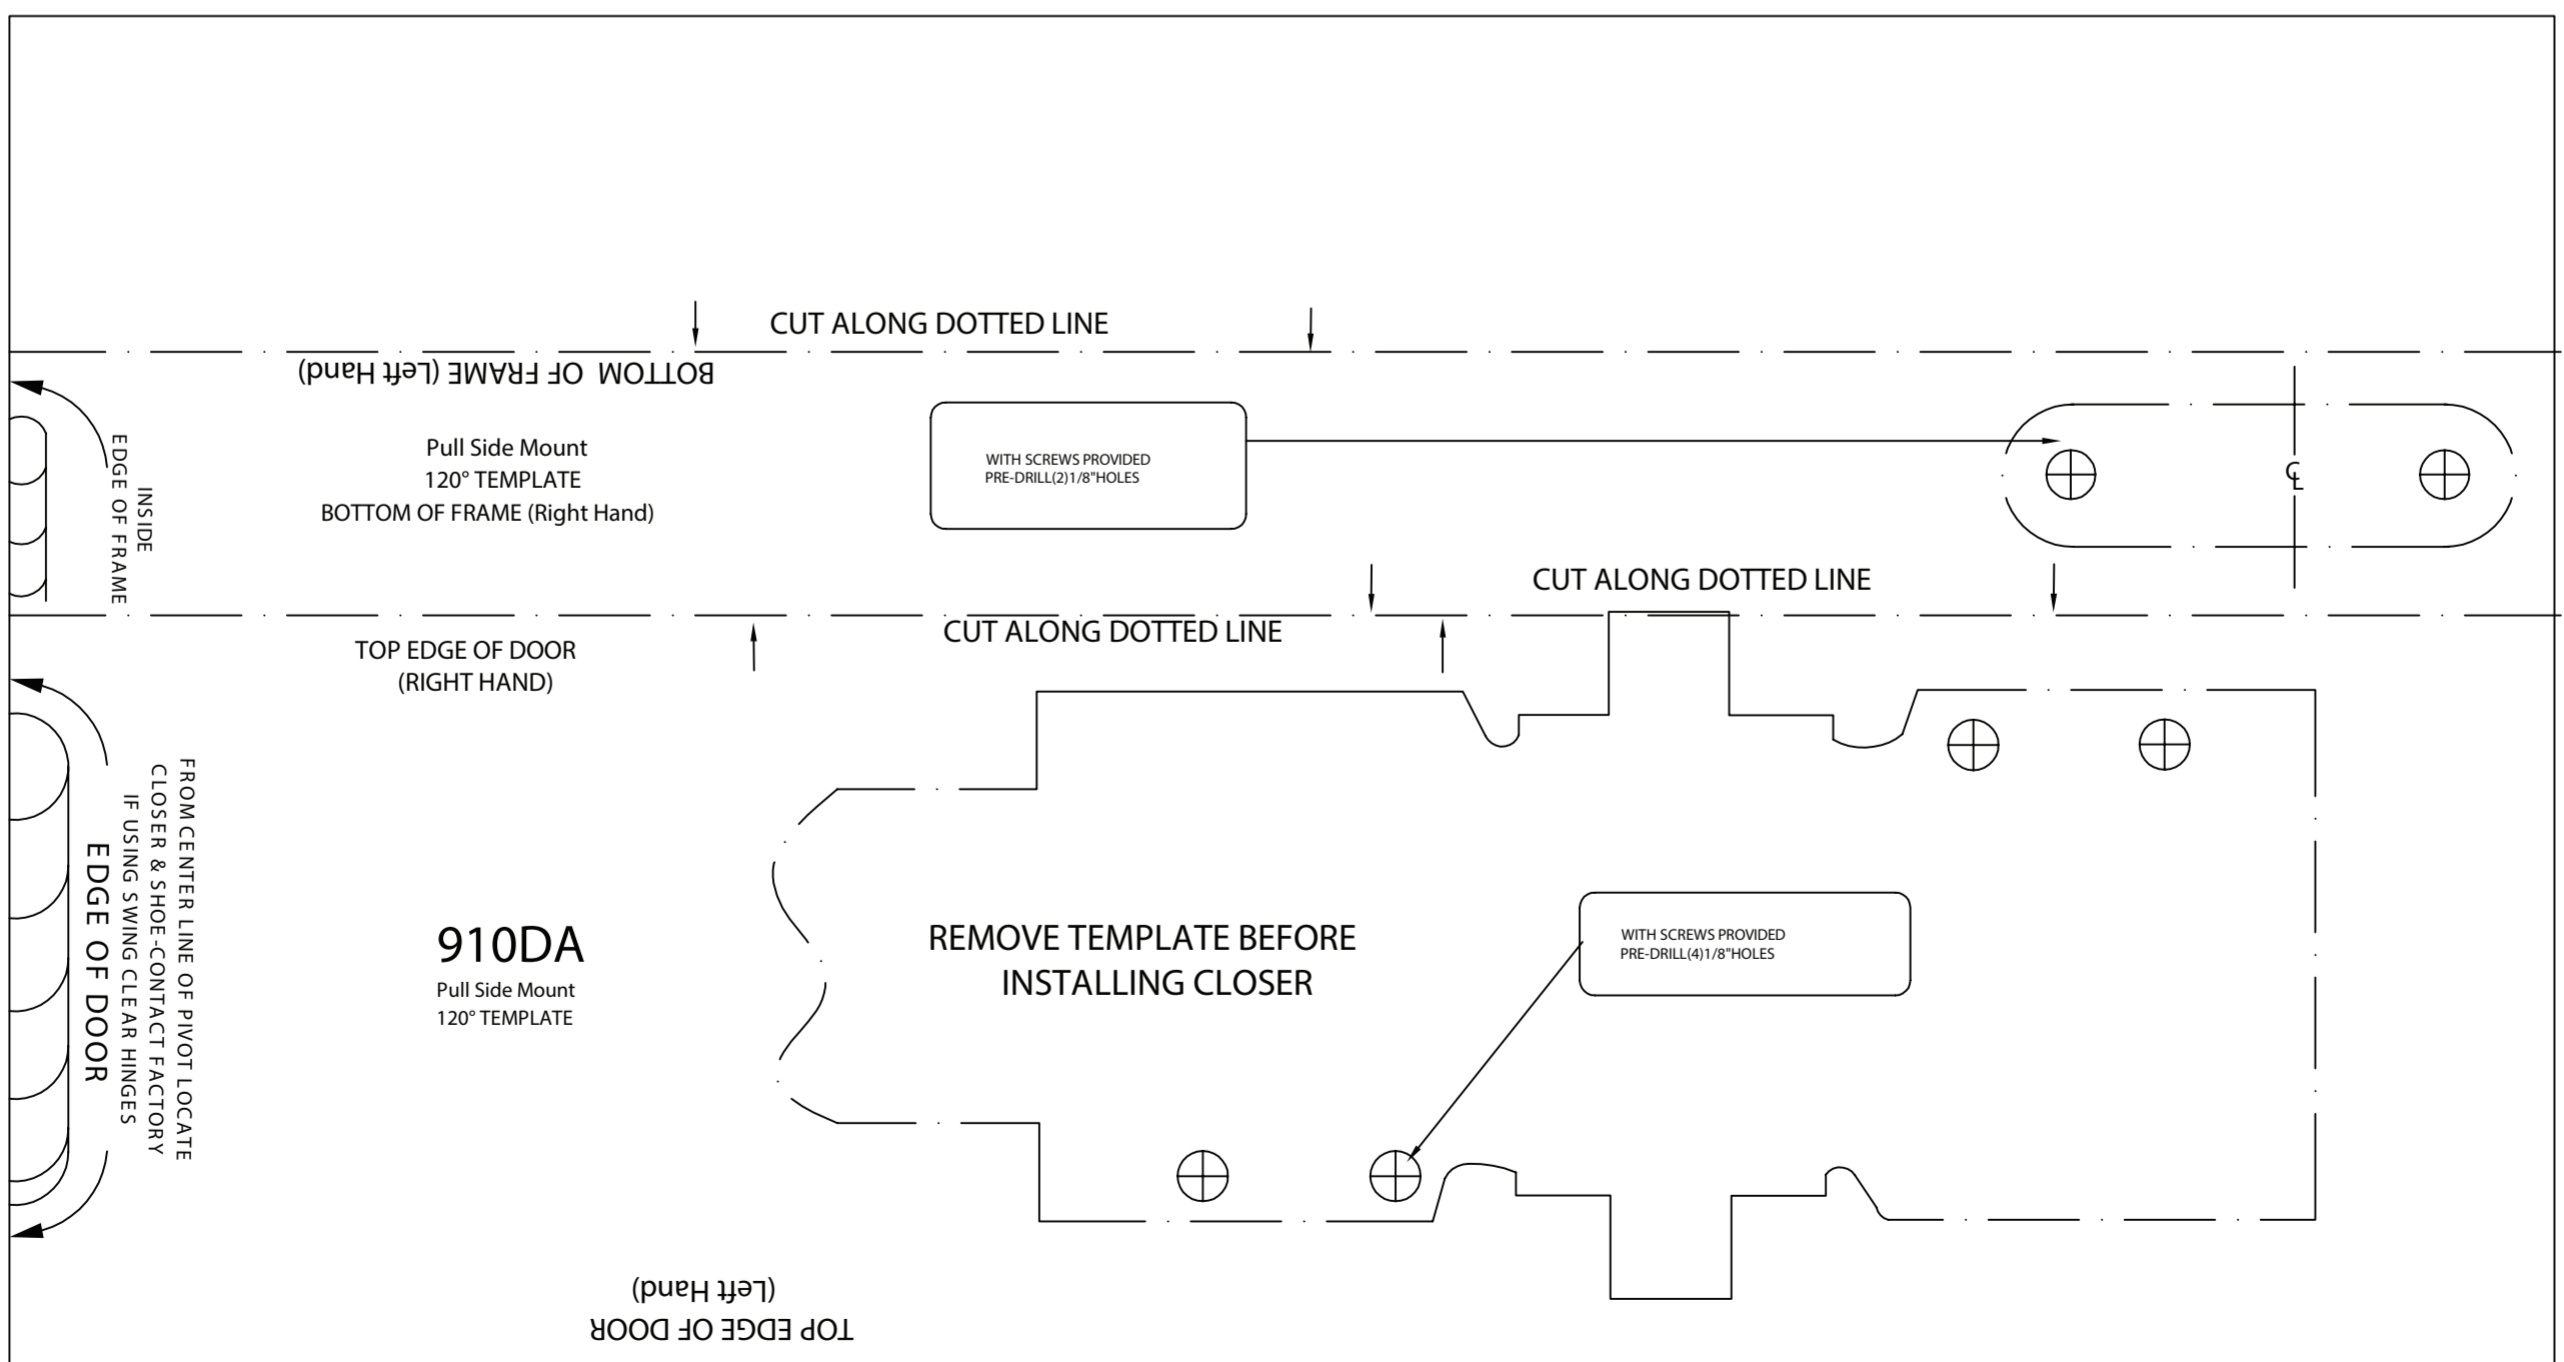 CUT ALONG DOTTED LINE
BOTTOM OF FRAME (Left Hand)
INSIDE
EDGE OF FRAME
Pull Side Mount
120° TEMPLATE
BOTTOM OF FRAME (Right Hand)
WITH SCREWS PROVIDED
PRE-DRILL(2)1/8"HOLES
℄
CUT ALONG DOTTED LINE
CUT ALONG DOTTED LINE
TOP EDGE OF DOOR
(RIGHT HAND)
FROM CENTER LINE OF PIVOT LOCATE
CLOSER & SHOE-CONTACT FACTORY
IF USING SWING CLEAR HINGES
EDGE OF DOOR
910DA
Pull Side Mount
120° TEMPLATE
REMOVE TEMPLATE BEFORE
INSTALLING CLOSER
WITH SCREWS PROVIDED
PRE-DRILL(4)1/8"HOLES
TOP EDGE OF DOOR
(Left Hand)